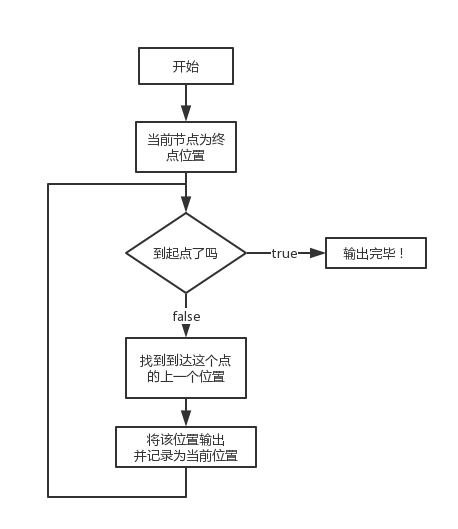 开始
当前节点为终
点位置
到起点了吗
true
输出完毕！
false
找到到达这个点
的上一个位置
将该位置输出
并记录为当前位置